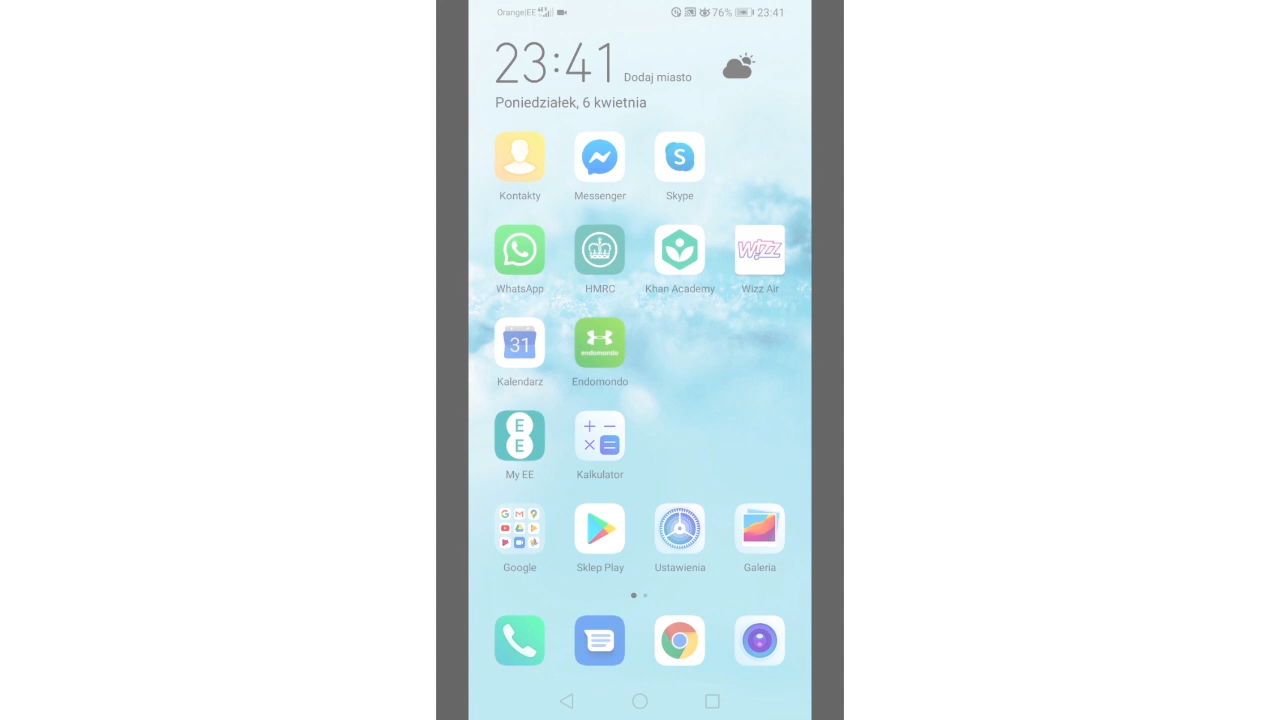 Orange|EE 76% 23:41
23:41 Dodaj miasto
Poniedziałek, 6 kwietnia
S
Kontakty Messenger Skype
WiZZ
WhatsApp HMRC Khan Academy Wizz Air
31 endomondo
Kalendarz Endomondo
E
E
My EE Kalkulator
Google Sklep Play Ustawienia Galeria